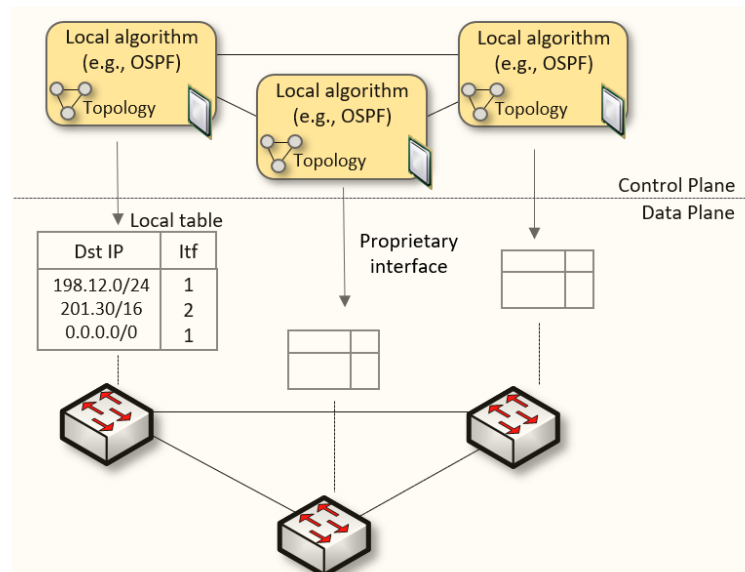 Local algorithm
(e.g., OSPF)
Topology
Local algorithm
(e.g., OSPF)
Topology
Local algorithm
(e.g., OSPF)
Topology
Control Plane
Data Plane
Local table
Dst IP Itf
198.12.0/24 1
201.30/16 2
0.0.0.0/0 1
Proprietary
interface